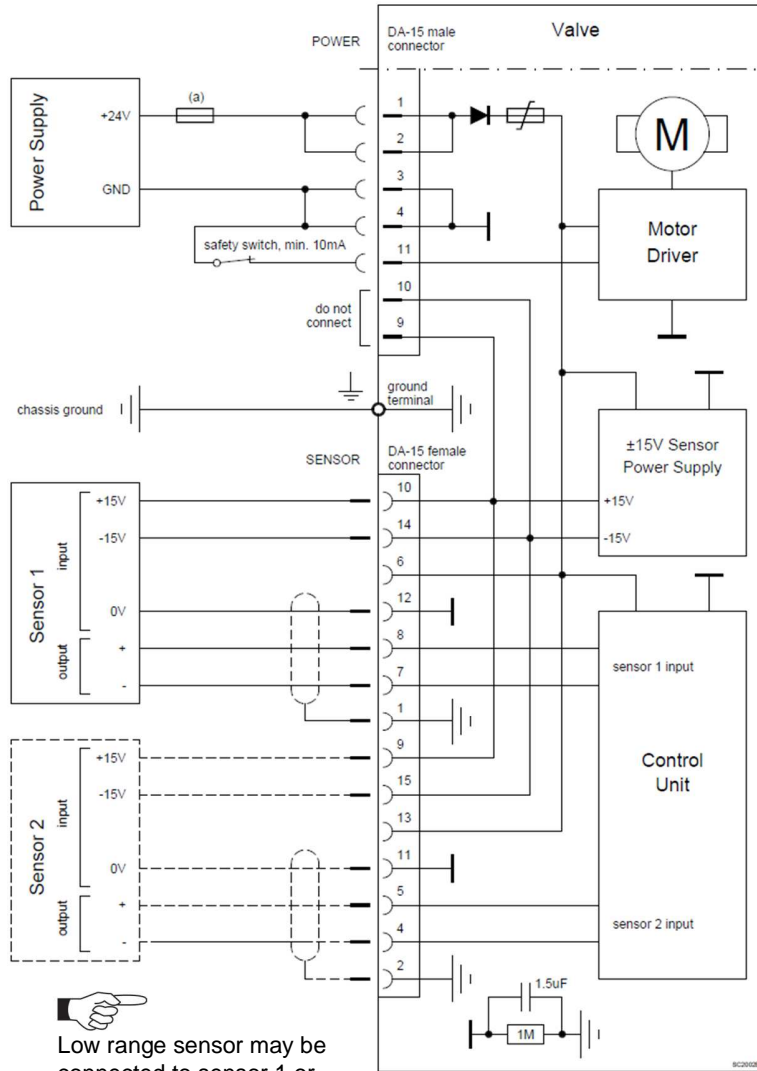 POWER
DA-15 male
connector
Valve
Power Supply
+24V
(a)
1
2
M
GND
3
4
Motor
Driver
safety switch, min. 10mA
11
10
do not
connect
9
chassis ground
ground
terminal
SENSOR
DA-15 female
connector
±15V Sensor
Power Supply
+15V
-15V
Sensor 1
input
+15V
10
-15V
14
6
0V
12
output
+
8
-
7
1
sensor 1 input
Control
Unit
sensor 2 input
Sensor 2
input
+15V
9
-15V
15
13
0V
11
output
+
5
-
4
2
1.5uF
1M
Low range sensor may be
connected to sensor 1 or